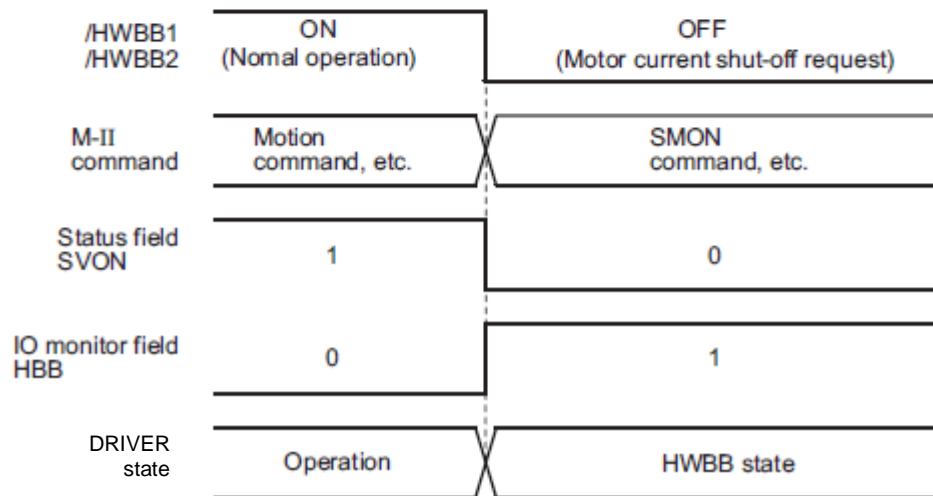 /HWBB1
/HWBB2
ON
(Nomal operation)
OFF
(Motor current shut-off request)
M-II
command
Motion
command, etc.
SMON
command, etc.
Status field
SVON
1
0
IO monitor field
HBB
0
1
DRIVER
state
Operation
HWBB state